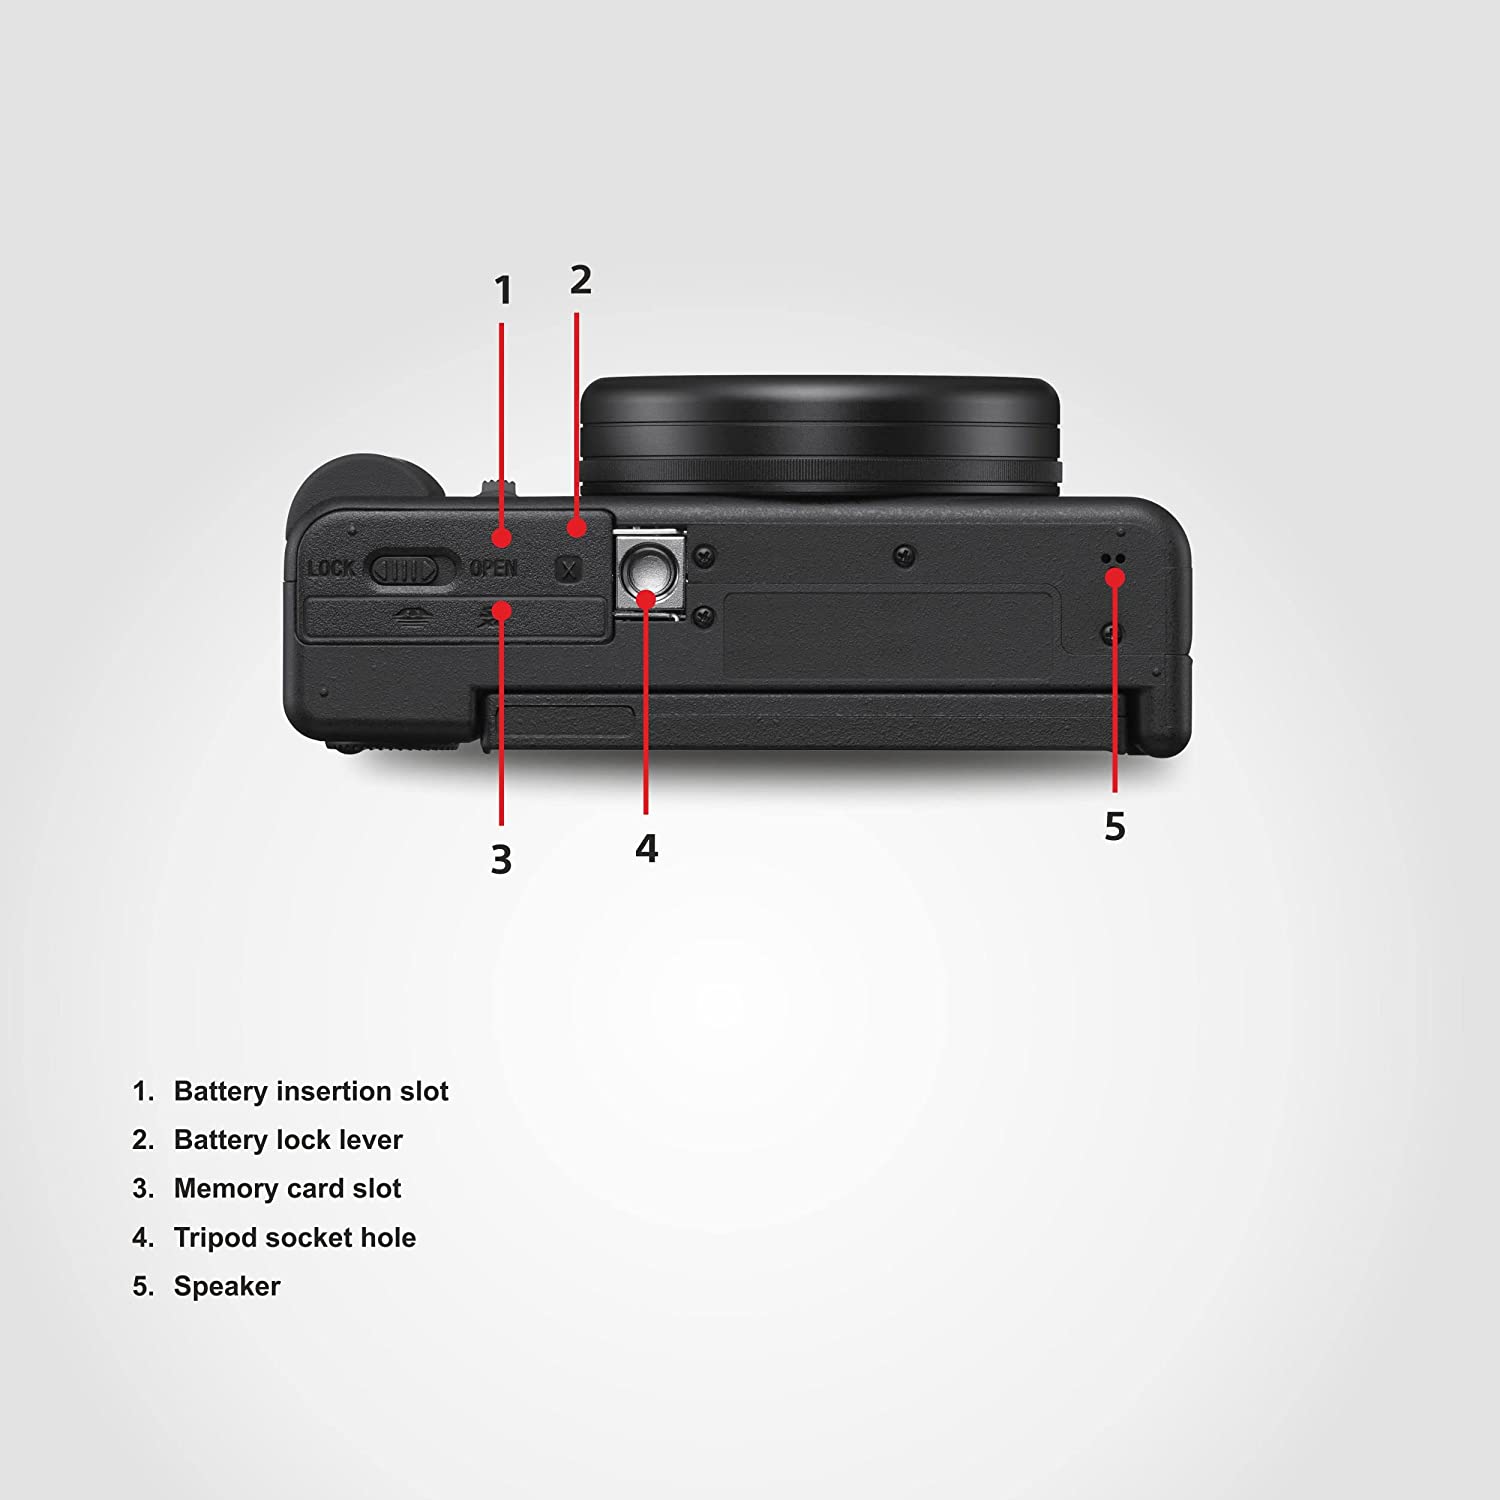 1
2
LOCK OPEN X
3
4
5
1. Battery insertion slot
2. Battery lock lever
3. Memory card slot
4. Tripod socket hole
5. Speaker